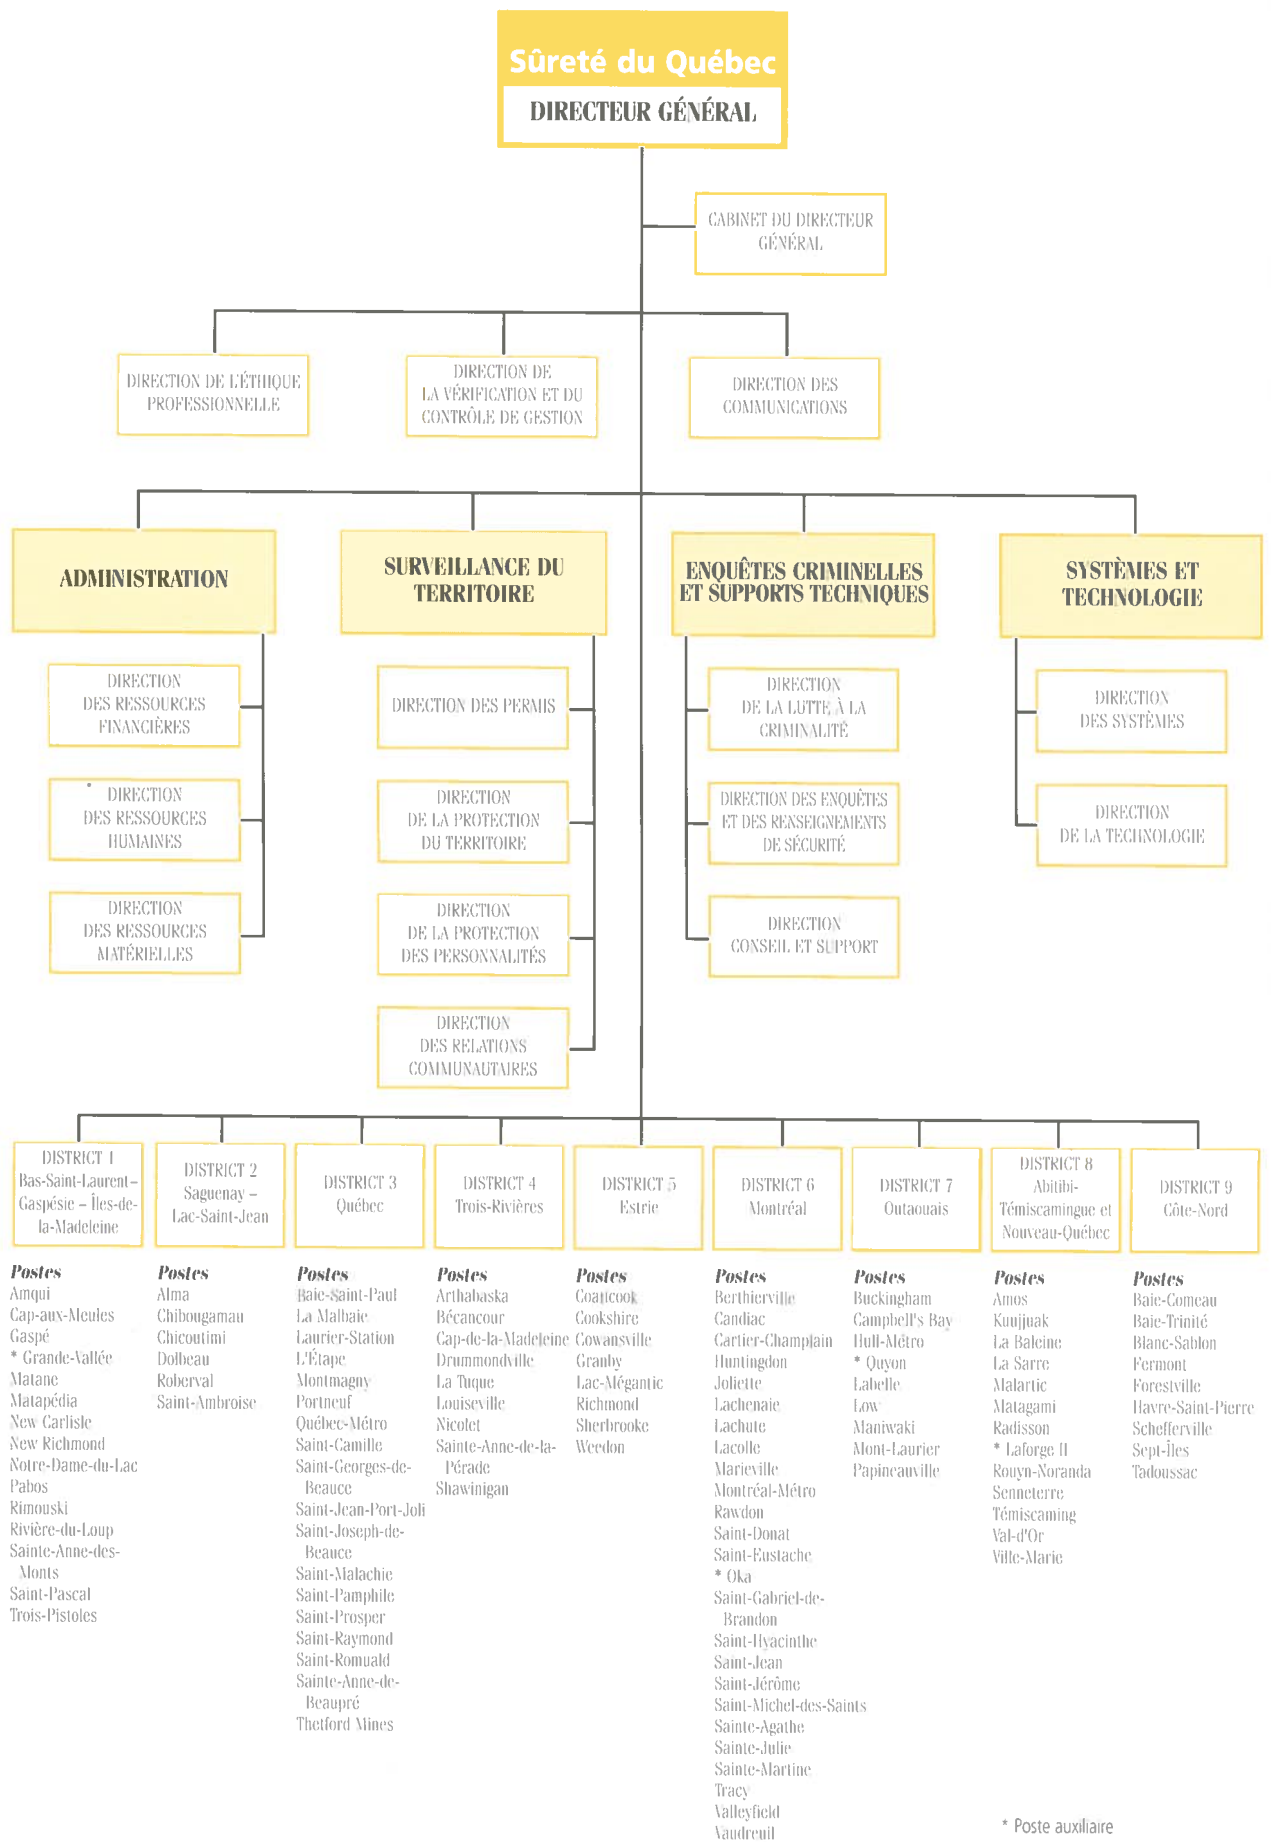 Sûreté du Québec
DIRECTEUR GÉNÉRAL
CABINET DU DIRECTEUR
GÉNÉRAL
DIRECTION DE L'ÉTHIQUE
PROFESSIONNELLE
DIRECTION DE
LA VÉRIFICATION ET DU
CONTRÔLE DE GESTION
DIRECTION DES
COMMUNICATIONS
ADMINISTRATION
DIRECTION
DES RESSOURCES
FINANCIÈRES
DIRECTION
DES RESSOURCES
HUMAINES
DIRECTION
DES RESSOURCES
MATÉRIELLES
SURVEILLANCE DU
TERRITOIRE
DIRECTION DES PERMIS
DIRECTION
DE LA PROTECTION
DU TERRITOIRE
DIRECTION
DE LA PROTECTION
DES PERSONNALITÉS
DIRECTION
DES RELATIONS
COMMUNAUTAIRES
ENQUÊTES CRIMINELLES
ET SUPPORTS TECHNIQUES
DIRECTION
DE LA LUTTE À LA
CRIMINALITÉ
DIRECTION DES ENQUÊTES
ET DES RENSEIGNEMENTS
DE SÉCURITÉ
DIRECTION
CONSEIL ET SUPPORT
SYSTÈMES ET
TECHNOLOGIE
DIRECTION
DES SYSTÈMES
DIRECTION
DE LA TECHNOLOGIE
DISTRICT 1
Bas-Saint-Laurent–
Gaspésie – Îles-de-
la-Madeleine
Postes
Amqui
Cap-aux-Meules
Gaspé
* Grande-Vallée
Matane
Matapédia
New Carlisle
New Richmond
Notre-Dame-du-Lac
Pabos
Rimouski
Rivière-du-Loup
Sainte-Anne-des-
Monts
Saint-Pascal
Trois-Pistoles
DISTRICT 2
Saguenay –
Lac-Saint-Jean
Postes
Alma
Chibougamau
Chicoutimi
Dolbeau
Roberval
Saint-Ambroise
DISTRICT 3
Québec
Postes
Baie-Saint-Paul
La Malbaie
Laurier-Station
L'Étape
Montmagny
Portneuf
Québec-Métro
Saint-Camille
Saint-Georges-de-
Beauce
Saint-Jean-Port-Joli
Saint-Joseph-de-
Beauce
Saint-Malachie
Saint-Pamphile
Saint-Prosper
Saint-Raymond
Saint-Romuald
Sainte-Anne-de-
Beaupré
Thetford Mines
DISTRICT 4
Trois-Rivières
Postes
Arthabaska
Bécancour
Cap-de-la-Madeleine
Drummondville
La Tuque
Louiseville
Nicolet
Sainte-Anne-de-la-
Pérade
Shawinigan
DISTRICT 5
Estrie
Postes
Coaticook
Cookshire
Cowansville
Granby
Lac-Mégantic
Richmond
Sherbrooke
Weedon
DISTRICT 6
Montréal
Postes
Berthierville
Candiac
Cartier-Champlain
Huntingdon
Joliette
Lachenaie
Lachute
Lacolle
Marieville
Montréal-Métro
Rawdon
Saint-Donat
Saint-Eustache
* Oka
Saint-Gabriel-de-
Brandon
Saint-Hyacinthe
Saint-Jean
Saint-Jérôme
Saint-Michel-des-Saints
Sainte-Agathe
Sainte-Julie
Sainte-Martine
Tracy
Valleyfield
Vaudreuil
DISTRICT 7
Outaouais
Postes
Buckingham
Campbell's Bay
Hull-Métro
* Quyon
Labelle
Low
Maniwaki
Mont-Laurier
Papineauville
DISTRICT 8
Abitibi-
Témiscamingue et
Nouveau-Québec
Postes
Amos
Kuujjuak
La Baleine
La Sarre
Malartic
Matagami
Radisson
* Laforge II
Rouyn-Noranda
Senneterre
Témiscaming
Val-d'Or
Ville-Marie
DISTRICT 9
Côte-Nord
Postes
Baie-Comeau
Baie-Trinité
Blanc-Sablon
Fermont
Forestville
Havre-Saint-Pierre
Schefferville
Sept-Îles
Tadoussac
* Poste auxiliaire